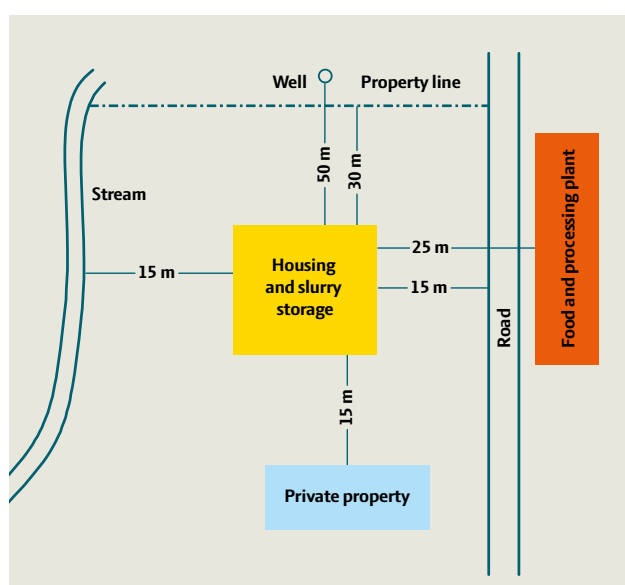 Well
Property line
50 m
30 m
Stream
25 m
15 m
Housing
and slurry
storage
15 m
Food and processing plant
Road
15 m
Private property